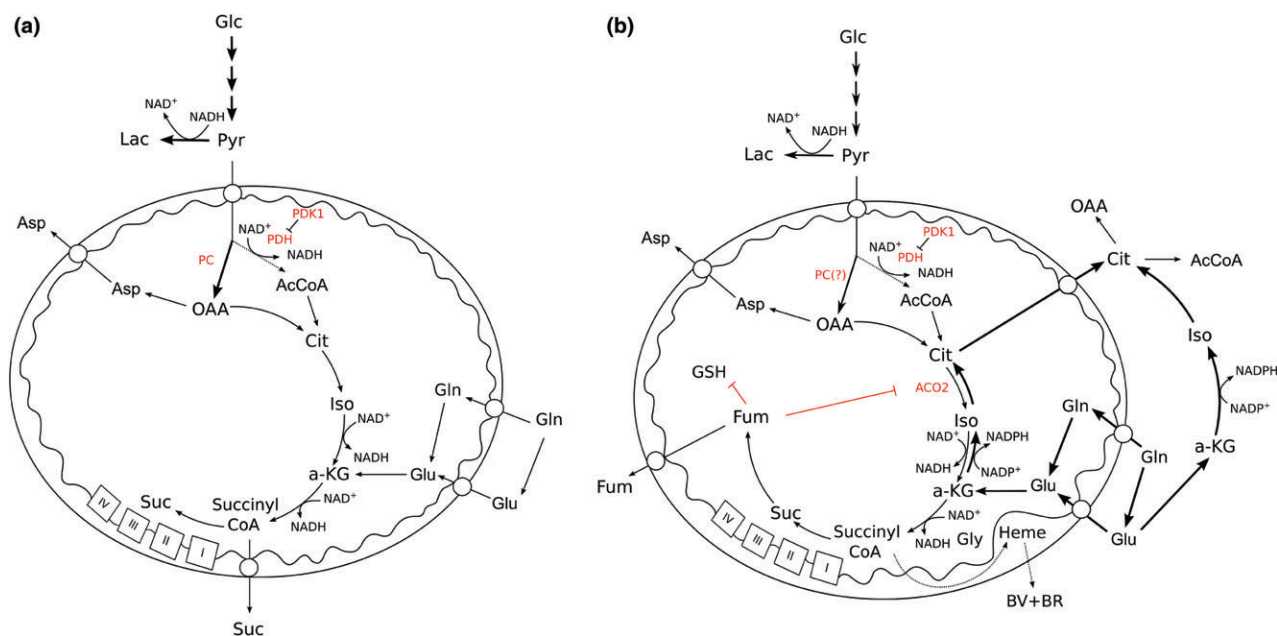 (a)
Glc
NAD+
NADH
Lac
Pyr
Asp
PDK1
NAD+
PDH
NADH
PC
Asp
AcCoA
OAA
Cit
Iso
NAD+
NADH
Gln
Gln
a-KG
Glu
Glu
NAD+
NADH
Succinyl
CoA
Suc
IV
III
II
I
Suc
(b)
Glc
NAD+
NADH
Lac
Pyr
Asp
PDK1
NAD+
PDH
NADH
PC(?)
Asp
AcCoA
OAA
Cit
OAA
Cit
AcCoA
Iso
NADPH
NADP+
a-KG
GSH
ACO2
Fum
Fum
Iso
NAD+
NADPH
NADH
NADP+
Gln
Gln
a-KG
Glu
Glu
NAD+
NADH
Gly
Heme
Suc
Succinyl
CoA
IV
III
II
I
BV+BR